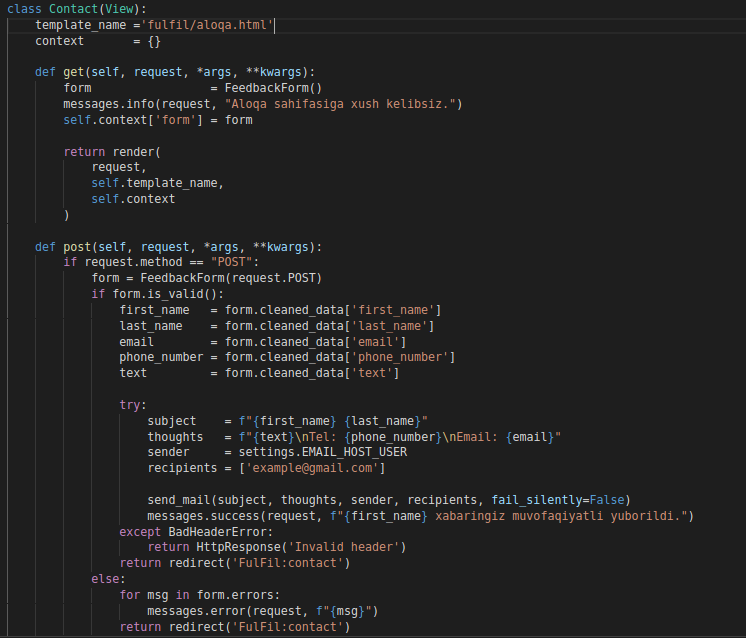 class Contact(View):
    template_name ='fulfil/aloqa.html'
    context       = {}

    def get(self, request, *args, **kwargs):
        form                 = FeedbackForm()
        messages.info(request, "Aloqa sahifasiga xush kelibsiz.")
        self.context['form'] = form

        return render(
            request,
            self.template_name,
            self.context
        )

    def post(self, request, *args, **kwargs):
        if request.method == "POST":
            form = FeedbackForm(request.POST)
            if form.is_valid():
                first_name   = form.cleaned_data['first_name']
                last_name    = form.cleaned_data['last_name']
                email        = form.cleaned_data['email']
                phone_number = form.cleaned_data['phone_number']
                text         = form.cleaned_data['text']

                try:
                    subject    = f"{first_name} {last_name}"
                    thoughts   = f"{text}\nTel: {phone_number}\nEmail: {email}"
                    sender     = settings.EMAIL_HOST_USER
                    recipients = ['example@gmail.com']

                    send_mail(subject, thoughts, sender, recipients, fail_silently=False)
                    messages.success(request, f"{first_name} xabaringiz muvofaqiyatli yuborildi.")
                except BadHeaderError:
                    return HttpResponse('Invalid header')
                return redirect('FulFil:contact')
            else:
                for msg in form.errors:
                    messages.error(request, f"{msg}")
                return redirect('FulFil:contact')